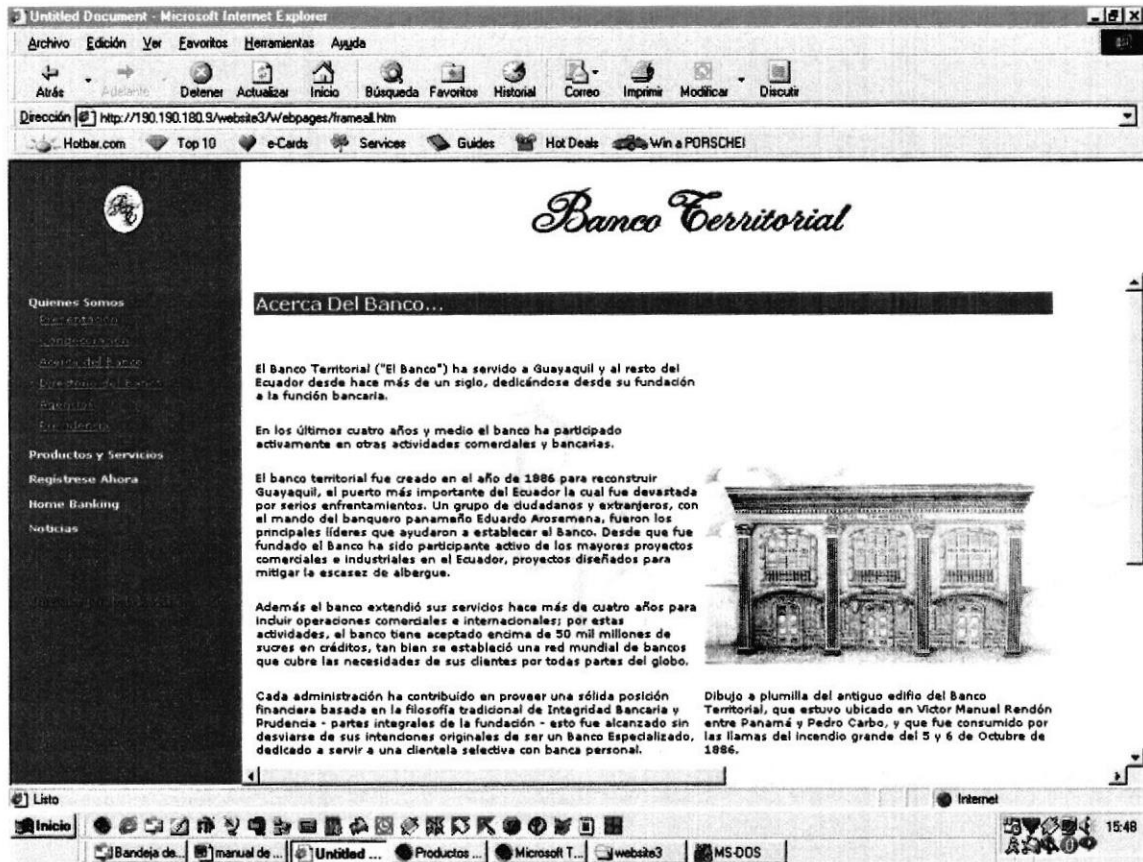 Untitled Document - Microsoft Internet Explorer
Archivo Edición Ver Favoritos Herramientas Ayuda
Atrás Adelante Detener Actualizar Inicio Búsqueda Favoritos Historial Correo Imprimir Modificar Discutir
Dirección http://190.190.180.9/website3/Webpages/frameall.htm
Hotbar.com Top 10 e-Cards Services Guides Hot Deals Win a PORSCHE!
Banco Territorial
Quienes Somos
Presentación
Condecoración
Acerca del Banco
Directorio del Banco
Agencias
Productos y Servicios
Registrese Ahora
Home Banking
Noticias
Acerca Del Banco...
El Banco Territorial ("El Banco") ha servido a Guayaquil y al resto del
Ecuador desde hace más de un siglo, dedicándose desde su fundación
a la función bancaria.
En los últimos cuatro años y medio el banco ha participado
activamente en otras actividades comerciales y bancarias.
El banco territorial fue creado en el año de 1886 para reconstruir
Guayaquil, el puerto más importante del Ecuador la cual fue devastada
por serios enfrentamientos. Un grupo de ciudadanos y extranjeros, con
el mando del banquero panameño Eduardo Arosemena, fueron los
principales líderes que ayudaron a establecer el Banco. Desde que fue
fundado el Banco ha sido participante activo de los mayores proyectos
comerciales e industriales en el Ecuador, proyectos diseñados para
mitigar la escasez de albergue.
Además el banco extendió sus servicios hace más de cuatro años para
incluir operaciones comerciales e internacionales; por estas
actividades, el banco tiene aceptado encima de 50 mil millones de
sucres en créditos, tan bien se estableció una red mundial de bancos
que cubre las necesidades de sus clientes por todas partes del globo.
Cada administración ha contribuido en proveer una sólida posición
financiera basada en la filosofía tradicional de Integridad Bancaria y
Prudencia - partes integrales de la fundación - esto fue alcanzado sin
desviarse de sus intenciones originales de ser un Banco Especializado,
dedicado a servir a una clientela selectiva con banca personal.
Dibujo a plumilla del antiguo edifio del Banco
Territorial, que estuvo ubicado en Victor Manuel Rendón
entre Panamá y Pedro Carbo, y que fue consumido por
las llamas del incendio grande del 5 y 6 de Octubre de
1886.
Listo Internet
Inicio 15:48
Bandeja de... manual de ... Untitled ... Productos ... Microsoft T... website3 MS-DOS